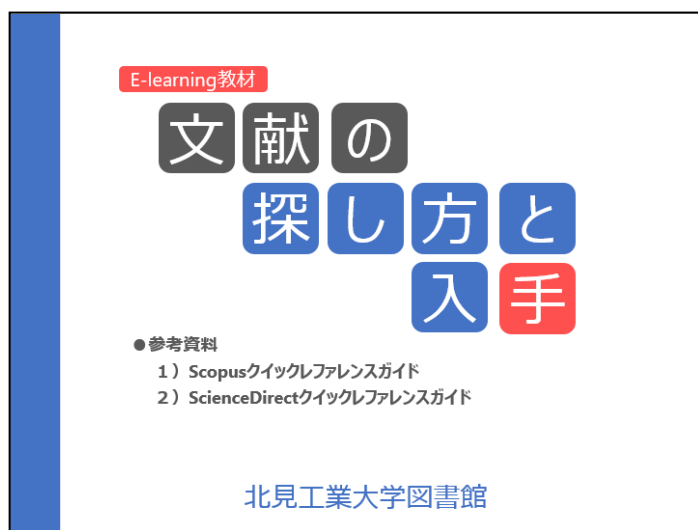 E-learning教材
文献の
探し方と
入手
●参考資料
１）Scopusクイックレファレンスガイド
２）ScienceDirectクイックレファレンスガイド
北見工業大学図書館